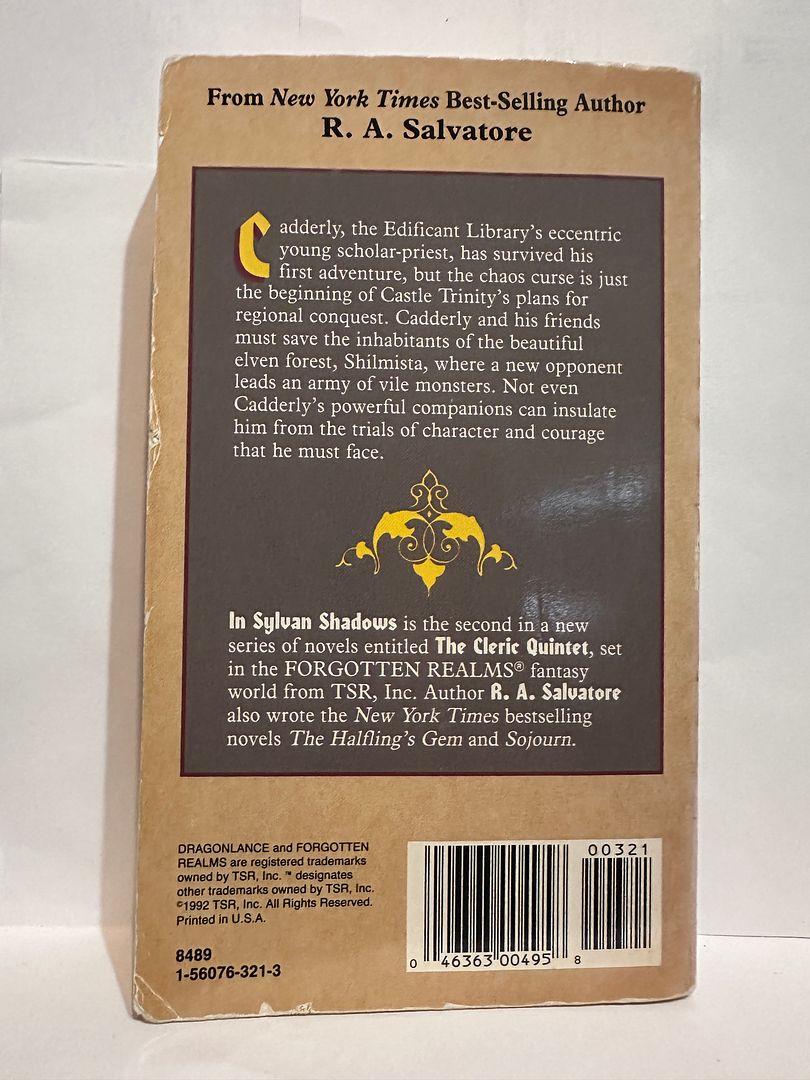 From New York Times Best-Selling Author
R. A. Salvatore
Cadderly, the Edificant Library's eccentric
young scholar-priest, has survived his
first adventure, but the chaos curse is just
the beginning of Castle Trinity's plans for
regional conquest. Cadderly and his friends
must save the inhabitants of the beautiful
elven forest, Shilmista, where a new opponent
leads an army of vile monsters. Not even
Cadderly's powerful companions can insulate
him from the trials of character and courage
that he must face.
In Sylvan Shadows is the second in a new
series of novels entitled The Cleric Quintet, set
in the FORGOTTEN REALMS® fantasy
world from TSR, Inc. Author R. A. Salvatore
also wrote the New York Times bestselling
novels The Halfling's Gem and Sojourn.
DRAGONLANCE and FORGOTTEN
REALMS are registered trademarks
owned by TSR, Inc. ™ designates
other trademarks owned by TSR, Inc.
©1992 TSR, Inc. All Rights Reserved.
Printed in U.S.A.
8489
1-56076-321-3
00321
0 46363 00495 8